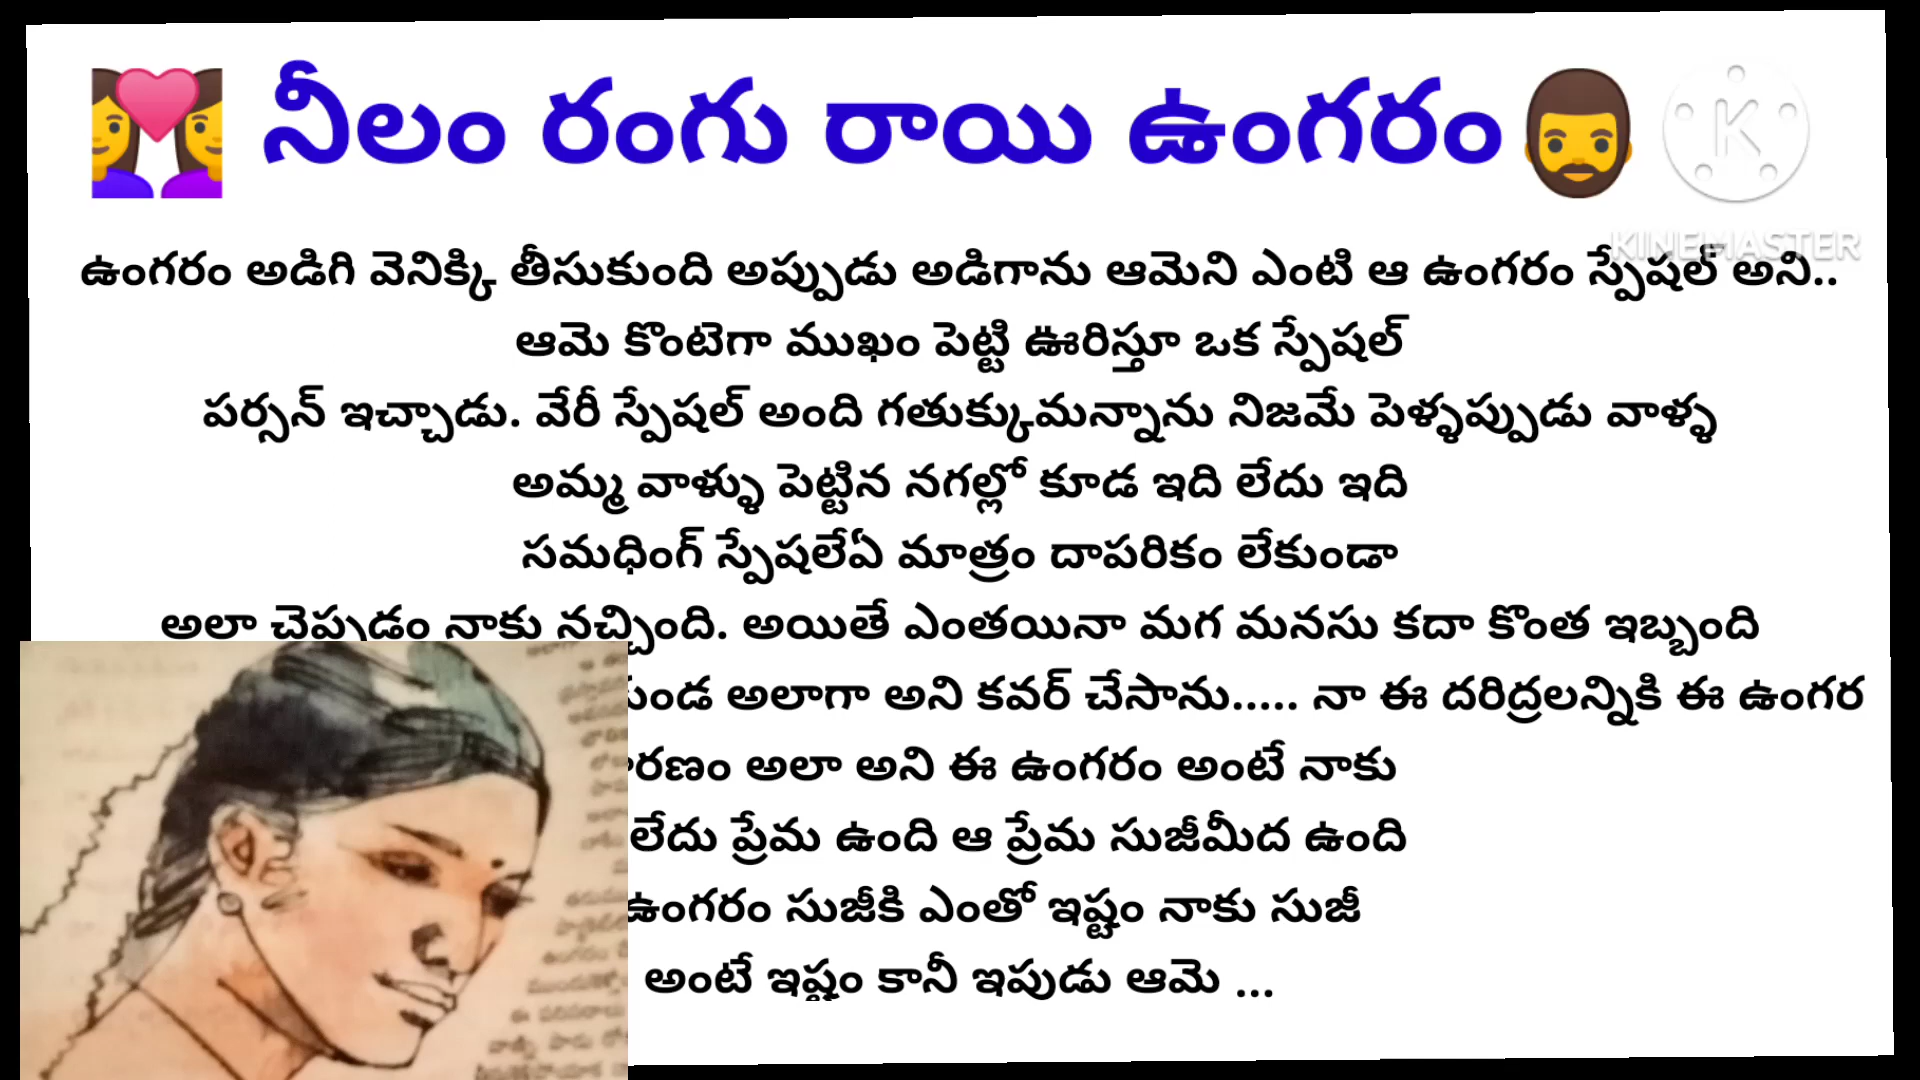 నీలం రంగు రాయి ఉంగరం
KINEMASTER
ఉంగరం అడిగి వెనిక్కి తీసుకుంది అప్పుడు అడిగాను ఆమెని ఎంటి ఆ ఉంగరం స్పేషల్ అని..
ఆమె కొంటెగా ముఖం పెట్టి ఊరిస్తూ ఒక స్పేషల్
పర్సన్ ఇచ్చాడు. వేరీ స్పేషల్ అంది గతుక్కుమన్నాను నిజమే పెళ్ళప్పుడు వాళ్ళ
అమ్మ వాళ్ళు పెట్టిన నగల్లో కూడ ఇది లేదు ఇది
సమథింగ్ స్పేషలేఏ మాత్రం దాపరికం లేకుండా
అలా చెప్పడం నాకు నచ్చింది. అయితే ఎంతయినా మగ మనసు కదా కొంత ఇబ్బంది
అలాగా అని కవర్ చేసాను..... నా ఈ దరిద్రలన్నికి ఈ ఉంగర
అలా అని ఈ ఉంగరం అంటే నాకు
లేదు ప్రేమ ఉంది ఆ ప్రేమ సుజీమీద ఉంది
ఉంగరం సుజీకి ఎంతో ఇష్టం నాకు సుజీ
అంటే ఇష్టం కానీ ఇపుడు ఆమె ...